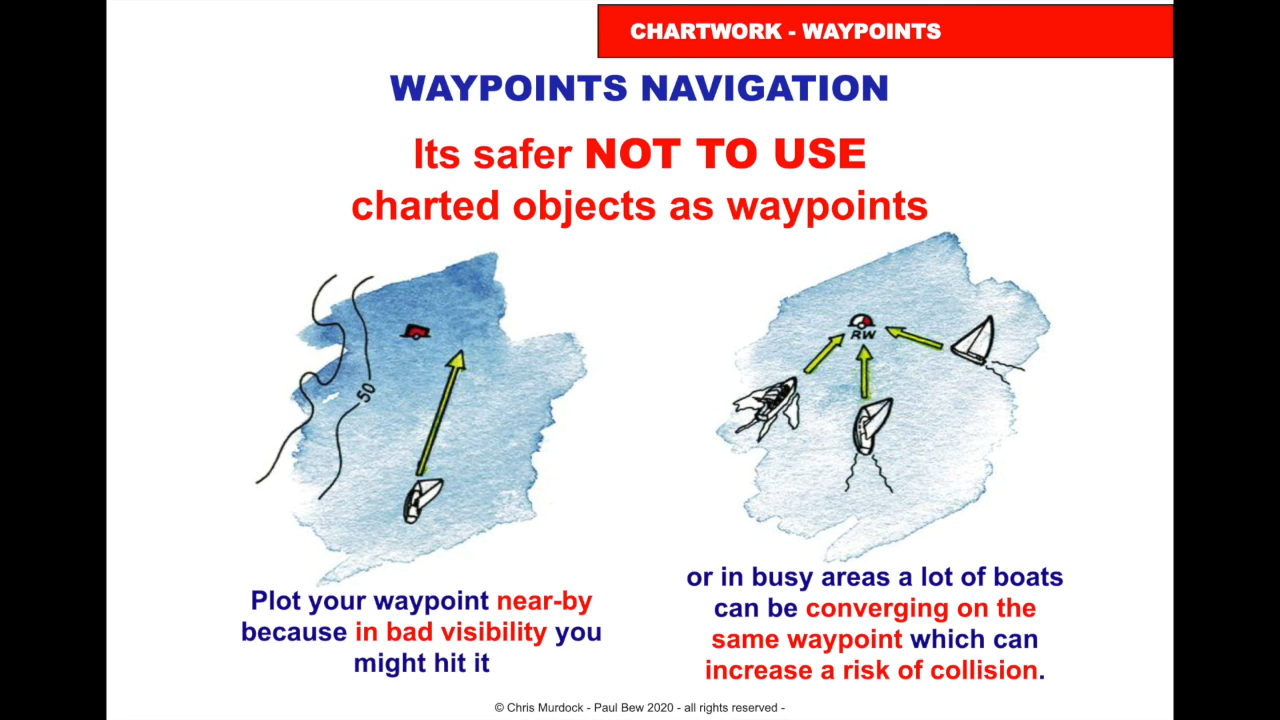 CHARTWORK - WAYPOINTS
WAYPOINTS NAVIGATION
Its safer NOT TO USE
charted objects as waypoints
50
RW
Plot your waypoint near-by
because in bad visibility you
might hit it
or in busy areas a lot of boats
can be converging on the
same waypoint which can
increase a risk of collision.
© Chris Murdock - Paul Bew 2020 - all rights reserved -